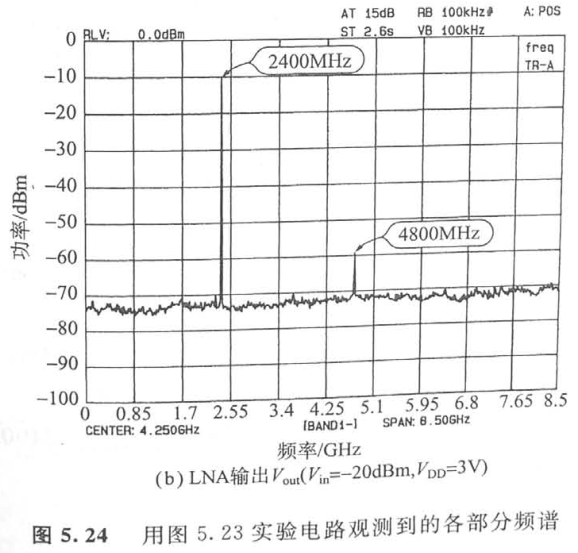 AT 15dB RB 100kHz# A: POS
RLV: 0.0dBm ST 2.6s VB 100kHz
freq
TR-A
2400MHz
4800MHz
功率/dBm
0
−10
−20
−30
−40
−50
−60
−70
−80
−90
−100
0 0.85 1.7 2.55 3.4 4.25 5.1 5.95 6.8 7.65 8.5
CENTER: 4.250GHz [BAND1-] SPAN: 8.50GHz
频率/GHz
(b) LNA输出Vout(Vin=−20dBm,VDD=3V)
图 5.24 用图 5.23 实验电路观测到的各部分频谱